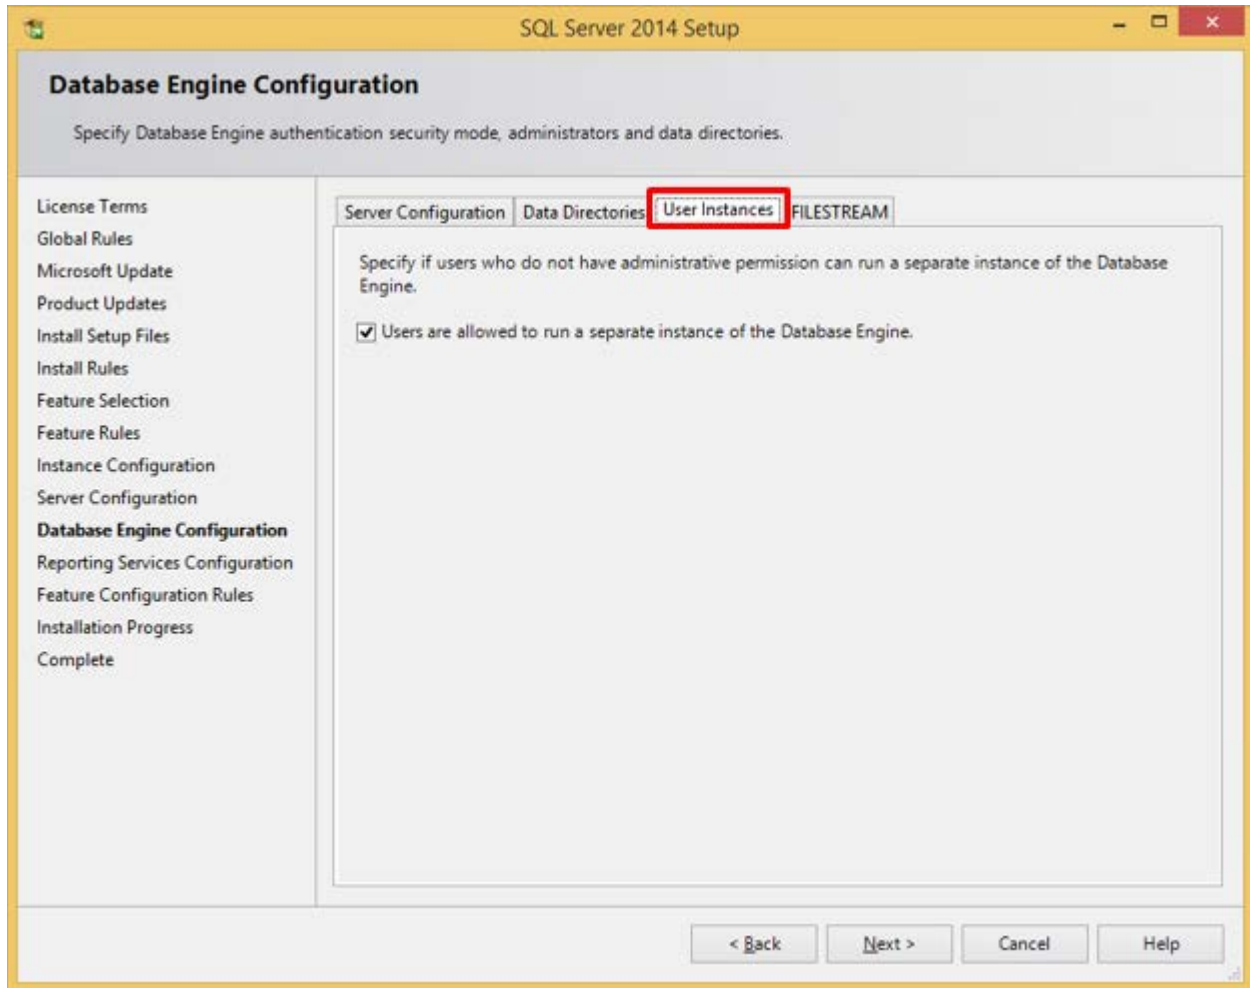 SQL Server 2014 Setup
Database Engine Configuration
Specify Database Engine authentication security mode, administrators and data directories.
License Terms
Global Rules
Microsoft Update
Product Updates
Install Setup Files
Install Rules
Feature Selection
Feature Rules
Instance Configuration
Server Configuration
Database Engine Configuration
Reporting Services Configuration
Feature Configuration Rules
Installation Progress
Complete
Server Configuration Data Directories User Instances FILESTREAM
Specify if users who do not have administrative permission can run a separate instance of the Database
Engine.
Users are allowed to run a separate instance of the Database Engine.
< Back Next > Cancel Help